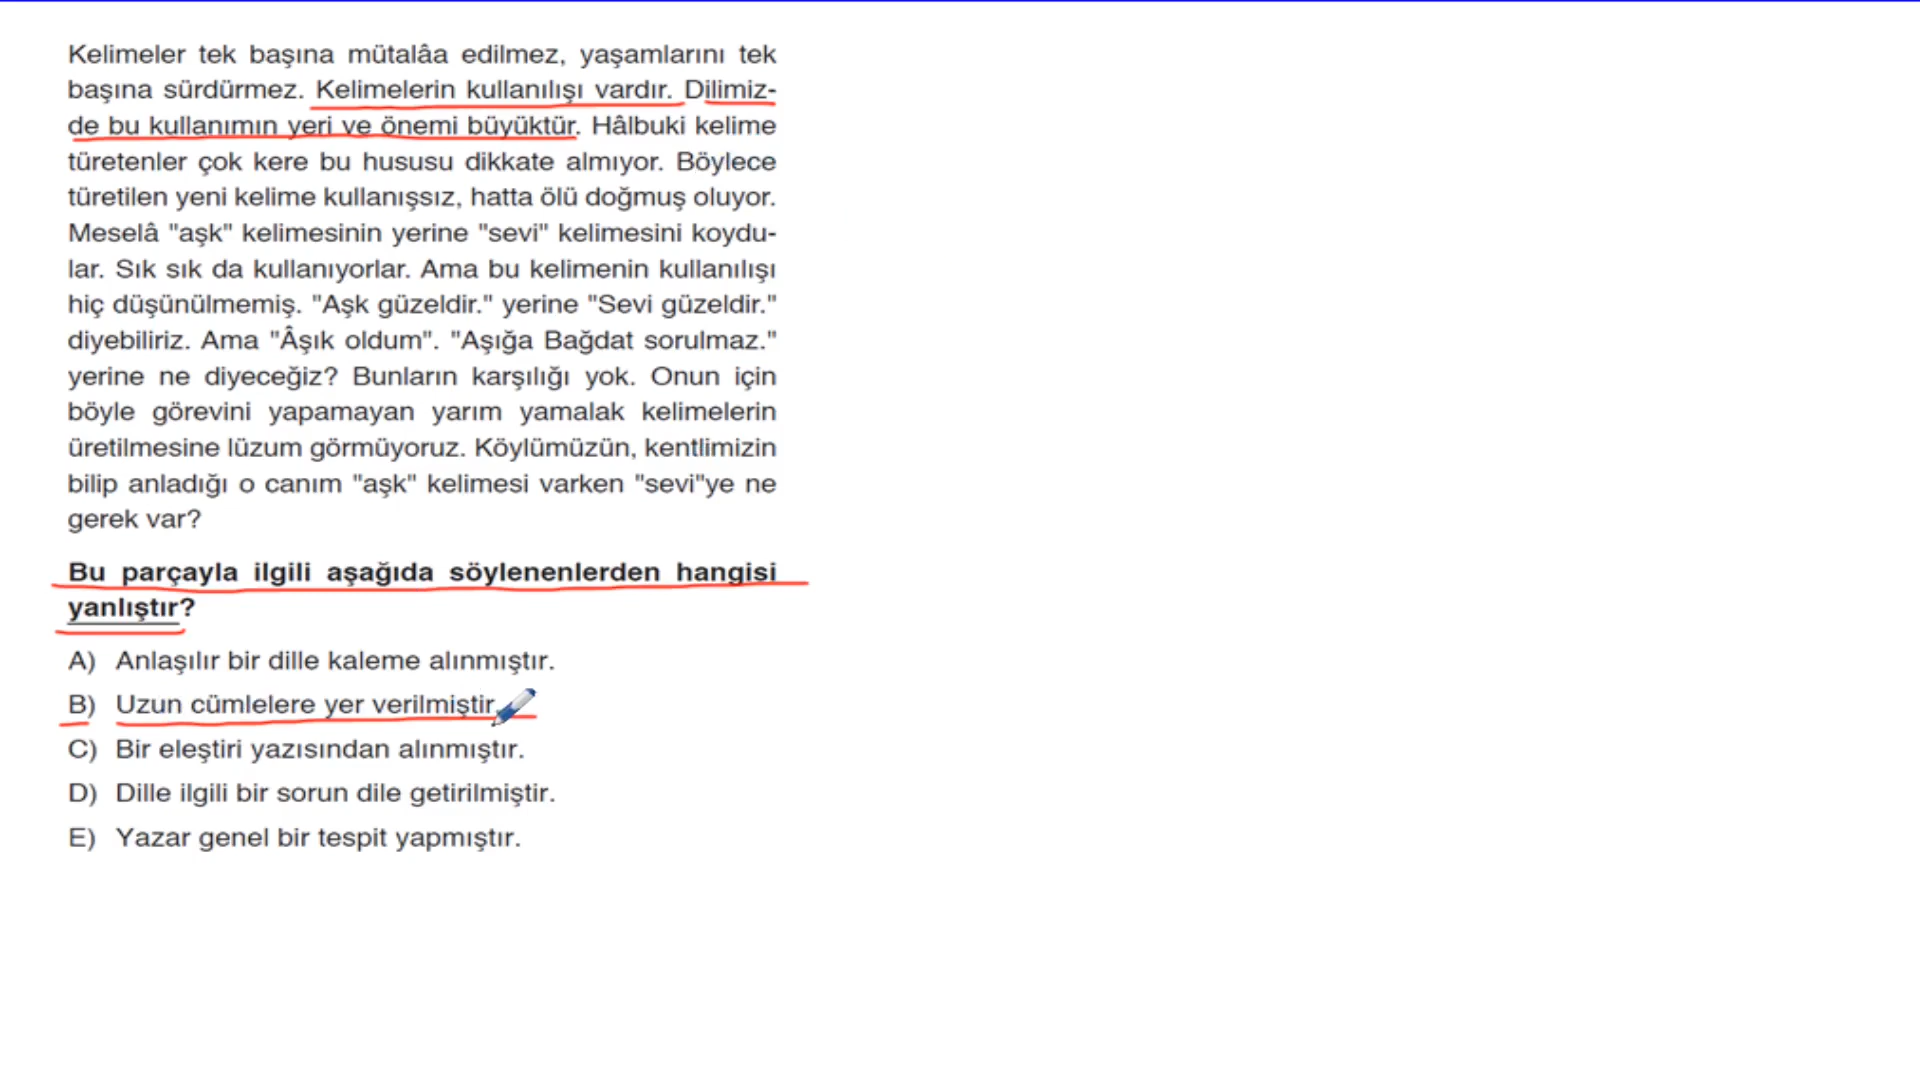 Kelimeler tek başına mütalâa edilmez, yaşamlarını tek
başına sürdürmez. Kelimelerin kullanılışı vardır. Dilimiz-
de bu kullanımın yeri ve önemi büyüktür. Hâlbuki kelime
türetenler çok kere bu hususu dikkate almıyor. Böylece
türetilen yeni kelime kullanışsız, hatta ölü doğmuş oluyor.
Meselâ "aşk" kelimesinin yerine "sevi" kelimesini koydu-
lar. Sık sık da kullanıyorlar. Ama bu kelimenin kullanılışı
hiç düşünülmemiş. "Aşk güzeldir." yerine "Sevi güzeldir."
diyebiliriz. Ama "Âşık oldum". "Aşığa Bağdat sorulmaz."
yerine ne diyeceğiz? Bunların karşılığı yok. Onun için
böyle görevini yapamayan yarım yamalak kelimelerin
üretilmesine lüzum görmüyoruz. Köylümüzün, kentlimizin
bilip anladığı o canım "aşk" kelimesi varken "sevi"ye ne
gerek var?
Bu parçayla ilgili aşağıda söylenenlerden hangisi
yanlıştır?
A) Anlaşılır bir dille kaleme alınmıştır.
B) Uzun cümlelere yer verilmiştir.
C) Bir eleştiri yazısından alınmıştır.
D) Dille ilgili bir sorun dile getirilmiştir.
E) Yazar genel bir tespit yapmıştır.